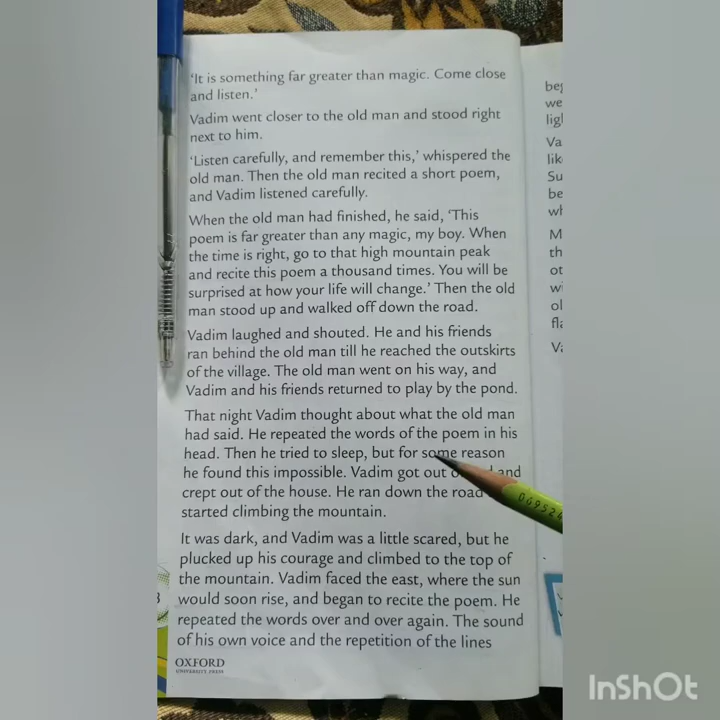 'It is something far greater than magic. Come close
and listen.'
Vadim went closer to the old man and stood right
next to him.
'Listen carefully, and remember this,' whispered the
old man. Then the old man recited a short poem,
and Vadim listened carefully.
When the old man had finished, he said, 'This
poem is far greater than any magic, my boy. When
the time is right, go to that high mountain peak
and recite this poem a thousand times. You will be
surprised at how your life will change.' Then the old
man stood up and walked off down the road.
Vadim laughed and shouted. He and his friends
ran behind the old man till he reached the outskirts
of the village. The old man went on his way, and
Vadim and his friends returned to play by the pond.
That night Vadim thought about what the old man
had said. He repeated the words of the poem in his
head. Then he tried to sleep, but for some reason
he found this impossible. Vadim got out and
crept out of the house. He ran down the road
started climbing the mountain.
It was dark, and Vadim was a little scared, but he
plucked up his courage and climbed to the top of
the mountain. Vadim faced the east, where the sun
would soon rise, and began to recite the poem. He
repeated the words over and over again. The sound
of his own voice and the repetition of the lines
OXFORD
UNIVERSITY PRESS
InShOt